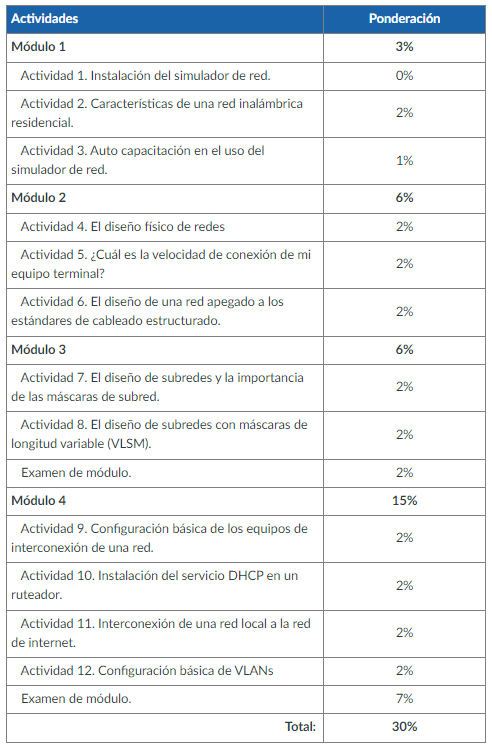 Actividades Ponderación
Módulo 1 3%
Actividad 1. Instalación del simulador de red. 0%
Actividad 2. Características de una red inalámbrica
residencial. 2%
Actividad 3. Auto capacitación en el uso del
simulador de red. 1%
Módulo 2 6%
Actividad 4. El diseño físico de redes 2%
Actividad 5. ¿Cuál es la velocidad de conexión de mi
equipo terminal? 2%
Actividad 6. El diseño de una red apegado a los
estándares de cableado estructurado. 2%
Módulo 3 6%
Actividad 7. El diseño de subredes y la importancia
de las máscaras de subred. 2%
Actividad 8. El diseño de subredes con máscaras de
longitud variable (VLSM). 2%
Examen de módulo. 2%
Módulo 4 15%
Actividad 9. Configuración básica de los equipos de
interconexión de una red. 2%
Actividad 10. Instalación del servicio DHCP en un
ruteador. 2%
Actividad 11. Interconexión de una red local a la red
de internet. 2%
Actividad 12. Configuración básica de VLANs 2%
Examen de módulo. 7%
Total: 30%